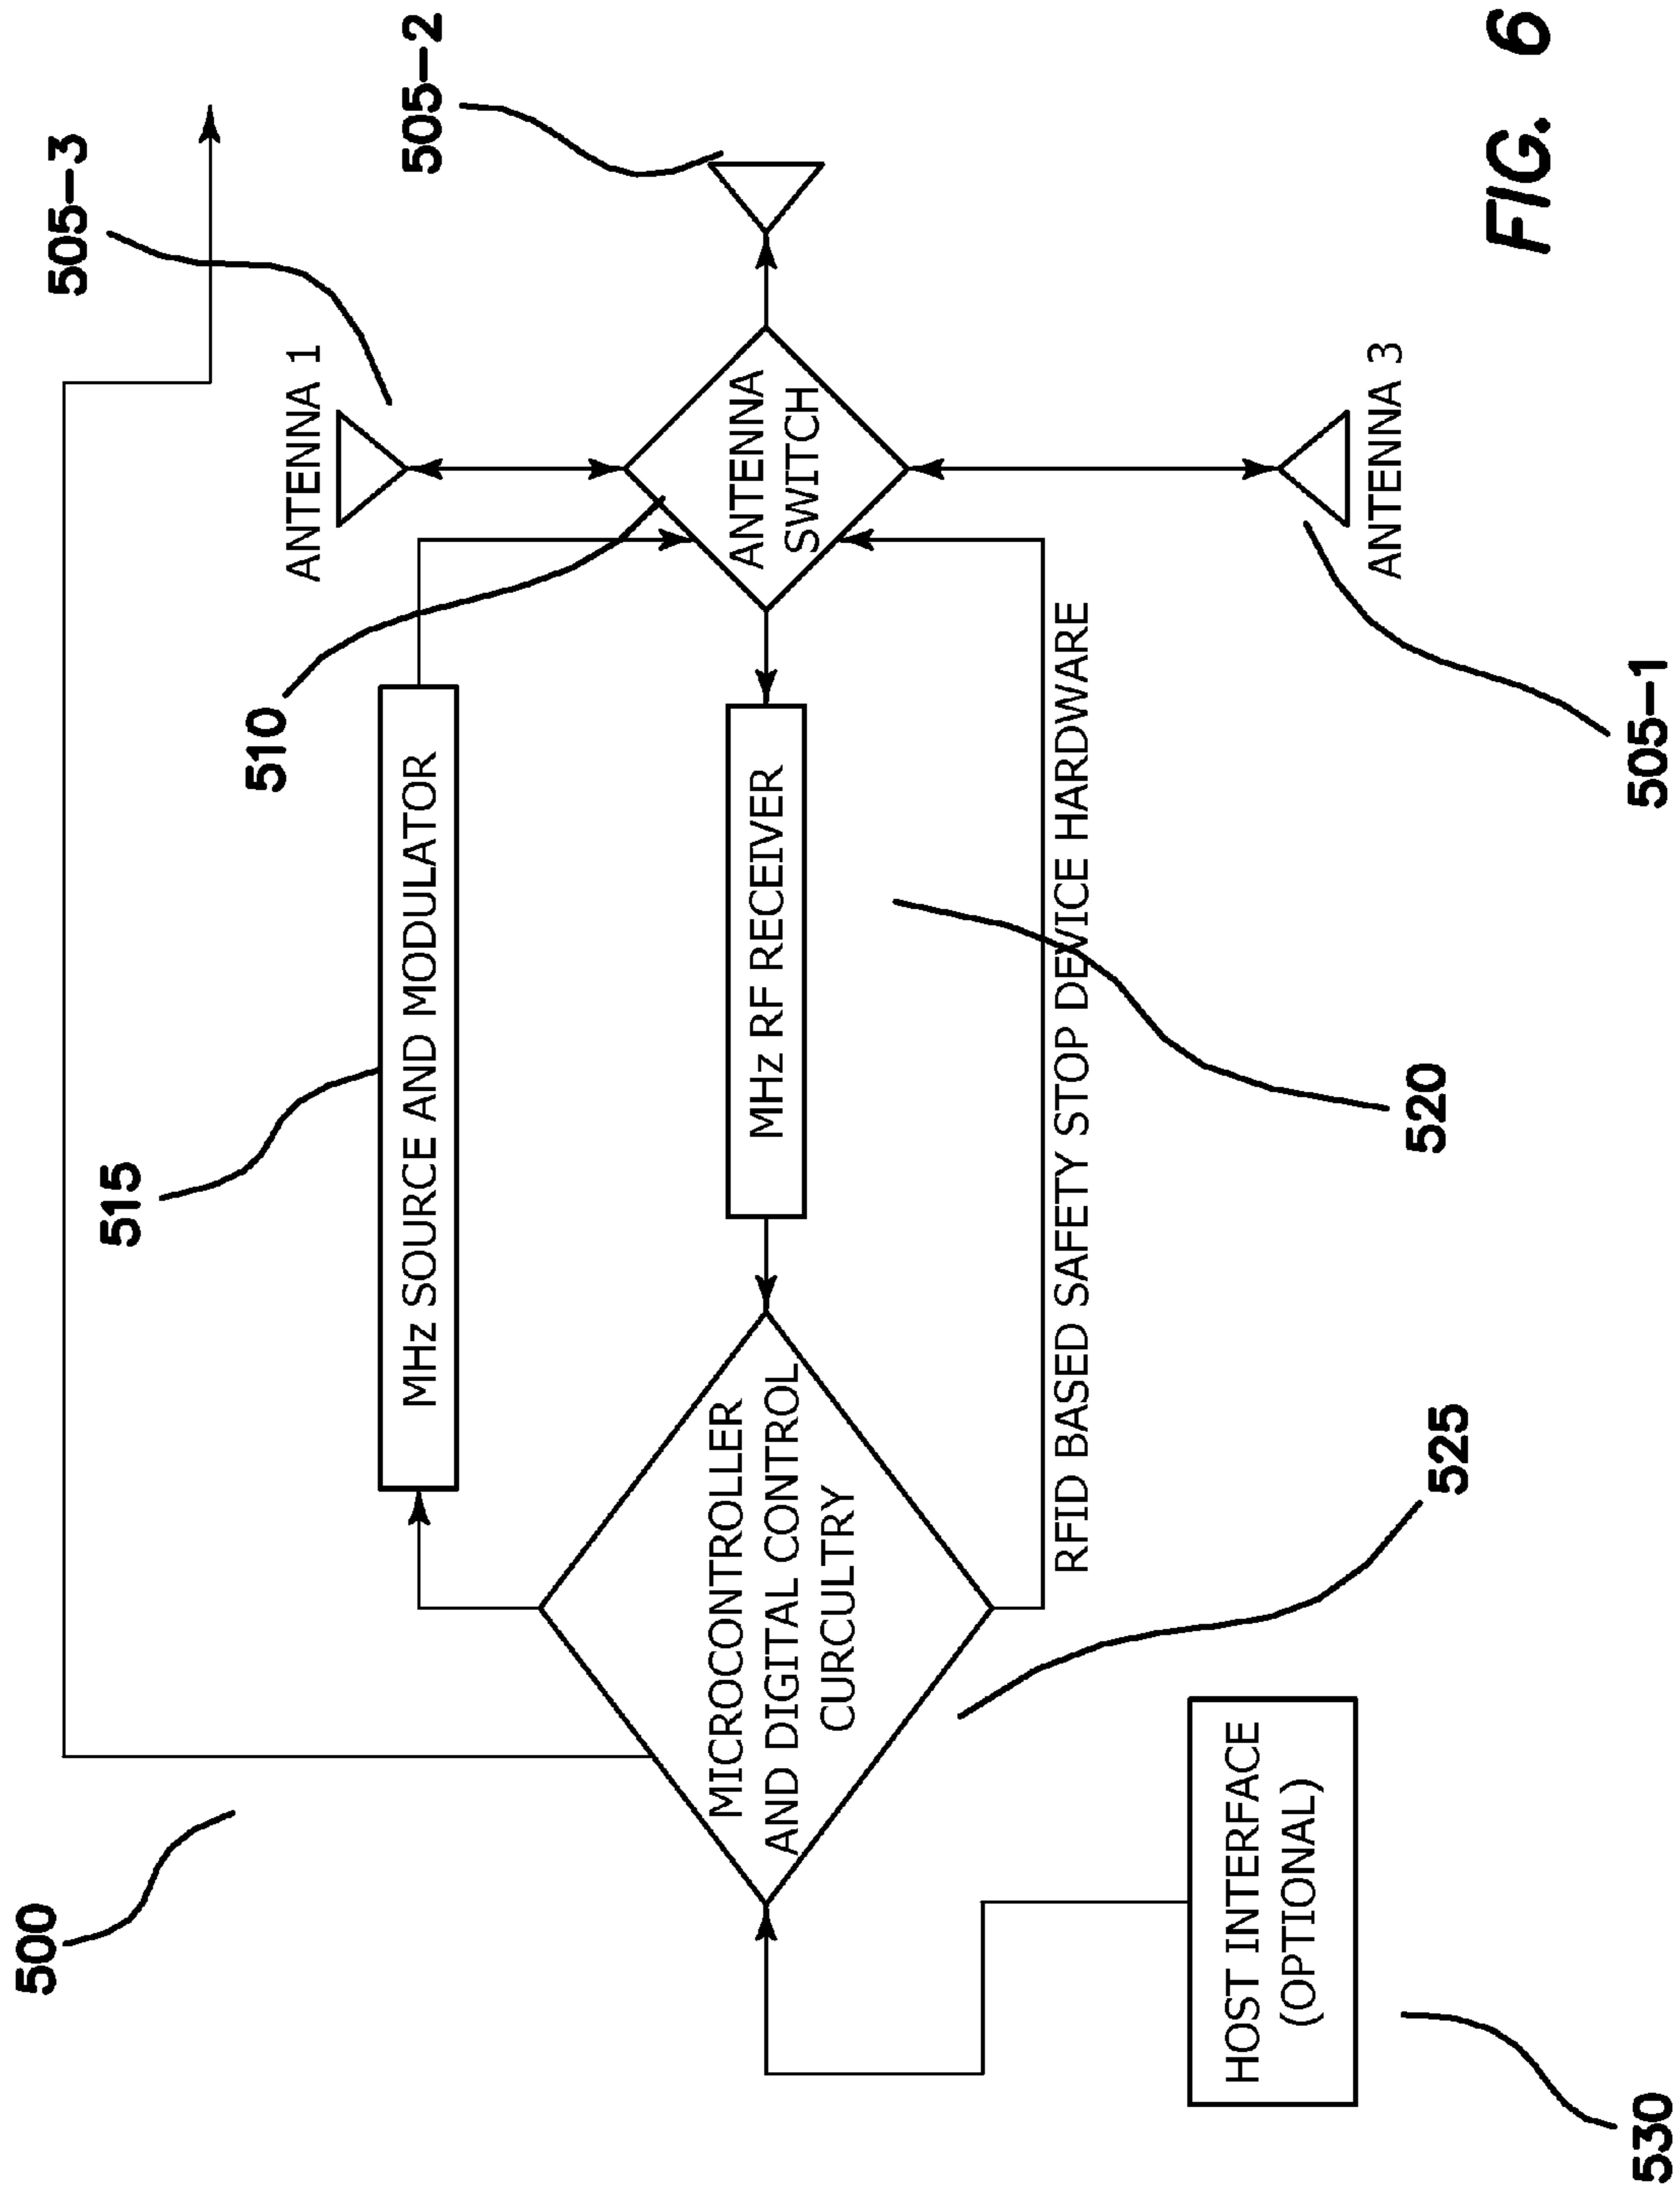 500
505-3
515
ANTENNA 1
510
505-2
MHz SOURCE AND MODULATOR
MICROCONTROLLER
AND DIGITAL CONTROL
CURCULTRY
MHz RF RECEIVER
ANTENNA
SWITCH
RFID BASED SAFETY STOP DEVICE HARDWARE
HOST INTERFACE
(OPTIONAL)
ANTENNA 3
525
520
530
505-1
FIG. 6